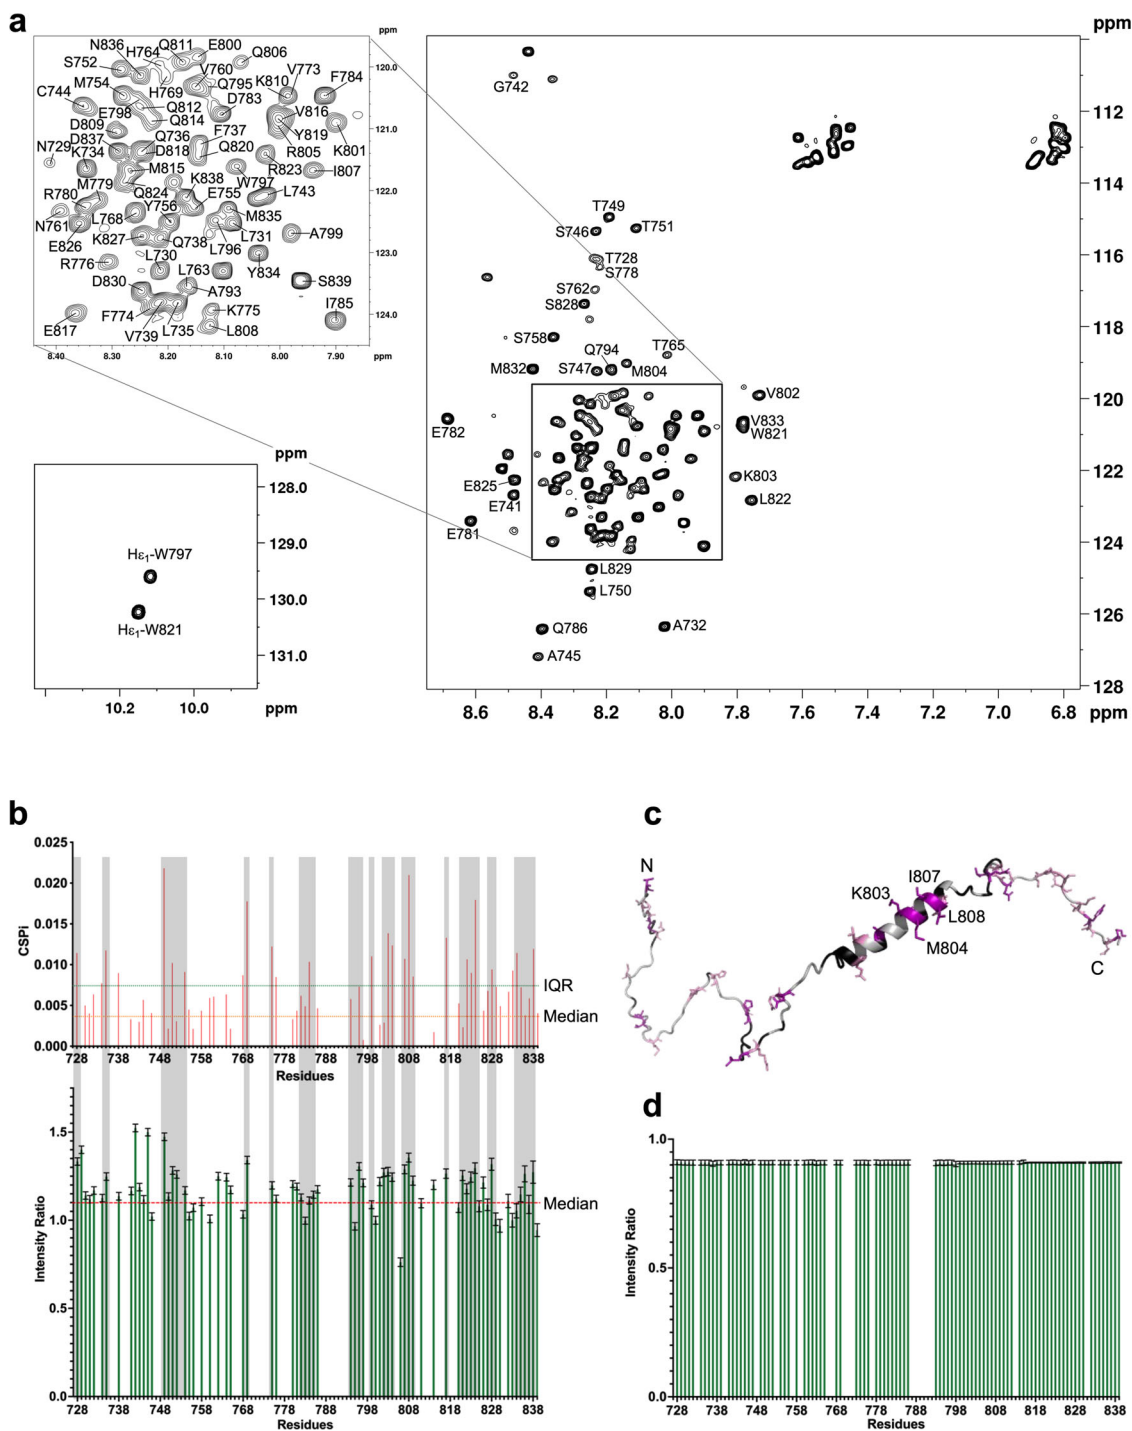 a
ppm
N836
H764
Q811
E800
Q806
S752
V760
V773
M754
Q795
K810
F784
C744
H769
D783
E798
Q812
V816
D809
Q814
Y819
D837
Q736
F737
R805
K801
N729
K734
D818
Q820
R823
I807
M815
W797
M779
K838
L743
R780
Q824
E755
Y756
M835
N761
L768
L731
A799
E826
K827
Q738
L796
R776
L730
L763
Y834
S839
D830
A793
I785
F774
K775
E817
V739
L735
L808
120.0
121.0
122.0
123.0
124.0
8.40
8.30
8.20
8.10
8.00
7.90
ppm
ppm
G742
T749
S746
T751
T728
S778
S762
S828
S758
Q794
T765
M832
S747
M804
V802
E782
V833
W821
E825
K803
E741
L822
E781
L829
L750
Q786
A732
A745
112
114
116
118
120
122
124
126
128
8.6 8.4 8.2 8.0 7.8 7.6 7.4 7.2 7.0 6.8 ppm
ppm
128.0
129.0
130.0
131.0
Hε1-W797
Hε1-W821
10.2 10.0 ppm
b
0.025
0.020
0.015
0.010
0.005
0.000
CSPi
IQR
Median
728 738 748 758 768 778 788 798 808 818 828 838
Residues
1.5
1.0
0.5
0.0
Intensity Ratio
Median
728 738 748 758 768 778 788 798 808 818 828 838
Residues
c
N
K803
I807
L808
M804
C
d
1.0
0.5
0.0
Intensity Ratio
728 738 748 758 768 778 788 798 808 818 828 838
Residues